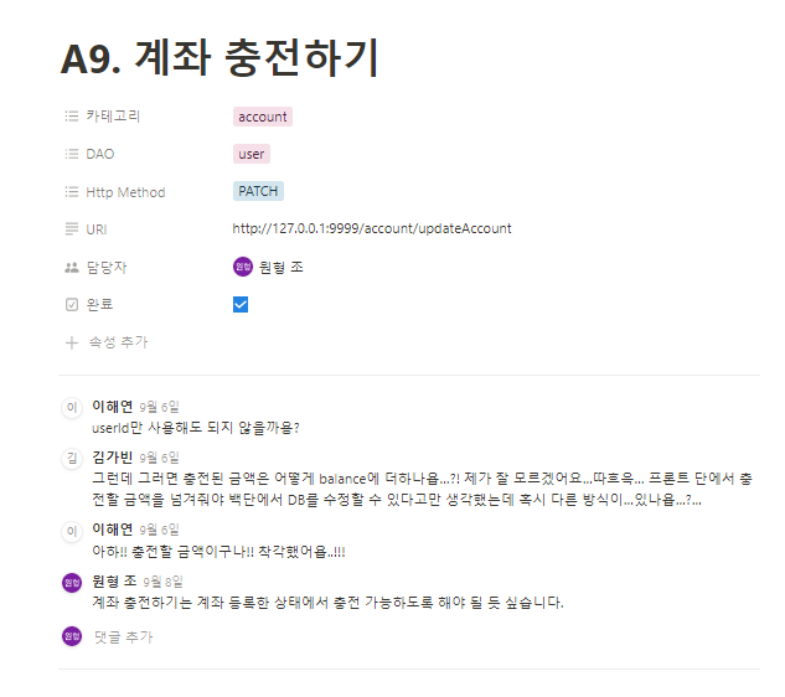 A9. 계좌 충전하기
카테고리 account
DAO user
Http Method PATCH
URI http://127.0.0.1:9999/account/updateAccount
담당자 원형 원형 조
완료
속성 추가
이 이해연 9월 6일
userId만 사용해도 되지 않을까용?
김 김가빈 9월 6일
그런데 그러면 충전된 금액은 어떻게 balance에 더하나욥...?! 제가 잘 모르겠어요...따흐흑... 프론트 단에서 충
전할 금액을 넘겨줘야 백단에서 DB를 수정할 수 있다고만 생각했는데 혹시 다른 방식이...있나욥...?...
이 이해연 9월 6일
아하!! 충전할 금액이구나!! 착각했어욥..!!!
원형 원형 조 9월 8일
계좌 충전하기는 계좌 등록한 상태에서 충전 가능하도록 해야 될 듯 싶습니다.
원형 댓글 추가